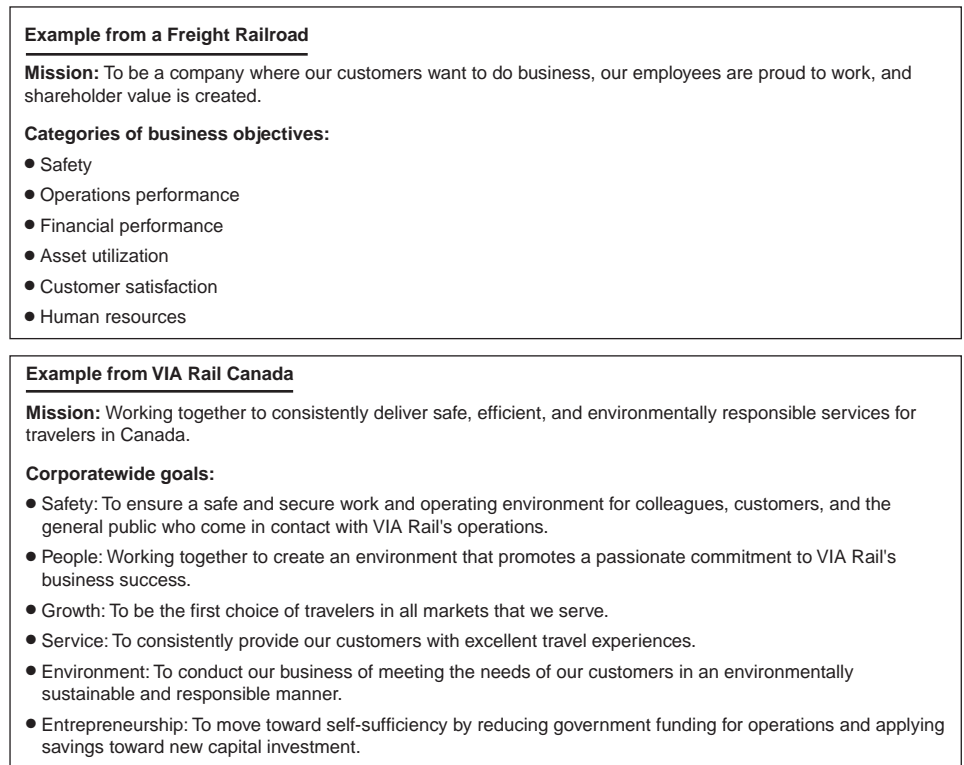 Example from a Freight Railroad
Mission: To be a company where our customers want to do business, our employees are proud to work, and
shareholder value is created.
Categories of business objectives:
● Safety
● Operations performance
● Financial performance
● Asset utilization
● Customer satisfaction
● Human resources
Example from VIA Rail Canada
Mission: Working together to consistently deliver safe, efficient, and environmentally responsible services for
travelers in Canada.
Corporatewide goals:
● Safety: To ensure a safe and secure work and operating environment for colleagues, customers, and the
general public who come in contact with VIA Rail's operations.
● People: Working together to create an environment that promotes a passionate commitment to VIA Rail's
business success.
● Growth: To be the first choice of travelers in all markets that we serve.
● Service: To consistently provide our customers with excellent travel experiences.
● Environment: To conduct our business of meeting the needs of our customers in an environmentally
sustainable and responsible manner.
● Entrepreneurship: To move toward self-sufficiency by reducing government funding for operations and applying
savings toward new capital investment.